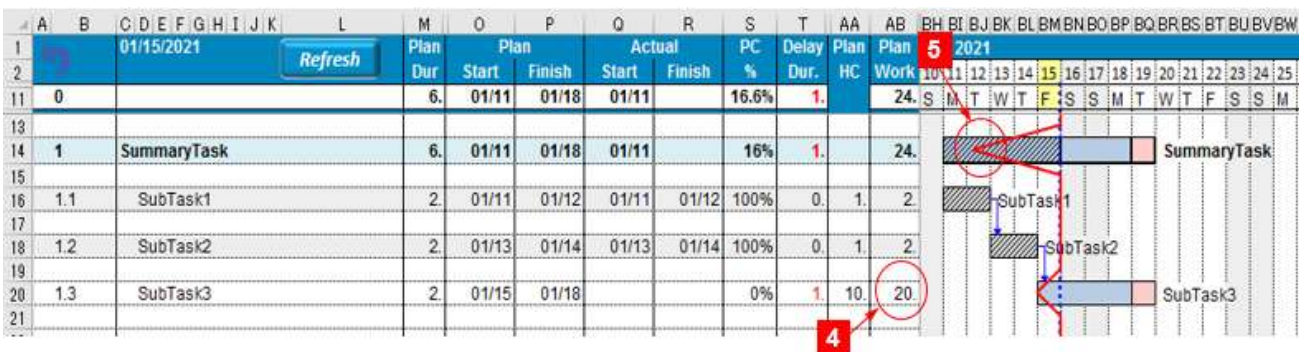 A B C D E F G H I J K L M O P Q R S T AA AB BH BI BJ BK BL BM BN BO BP BQ BR BS BT BU BV BW
1 01/15/2021 Refresh Plan Plan Actual PC Delay Plan Plan 5 2021
2 Dur Start Finish Start Finish % Dur. HC Work 10 11 12 13 14 15 16 17 18 19 20 21 22 23 24 25
11 0 6. 01/11 01/18 01/11 16.6% 1. 24. S M T W T F S S M T W T F S S M
13
14 1 SummaryTask 6. 01/11 01/18 01/11 16% 1. 24. SummaryTask
15
16 1.1 SubTask1 2. 01/11 01/12 01/11 01/12 100% 0. 1. 2. SubTask1
17
18 1.2 SubTask2 2. 01/13 01/14 01/13 01/14 100% 0. 1. 2. SubTask2
19
20 1.3 SubTask3 2. 01/15 01/18 0% 1. 10. 20. SubTask3
21
4